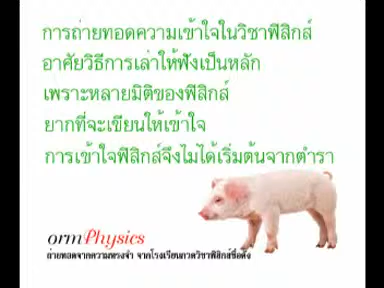 การถ่ายทอดความเข้าใจในวิชาฟิสิกส์
อาศัยวิธีการเล่าให้ฟังเป็นหลัก
เพราะหลายมิติของฟิสิกส์
ยากที่จะเขียนให้เข้าใจ
การเข้าใจฟิสิกส์จึงไม่ได้เริ่มต้นจากตำรา
ormPhysics
ถ่ายทอดจากความทรงจำ จากโรงเรียนกวดวิชาฟิสิกส์ชื่อดัง